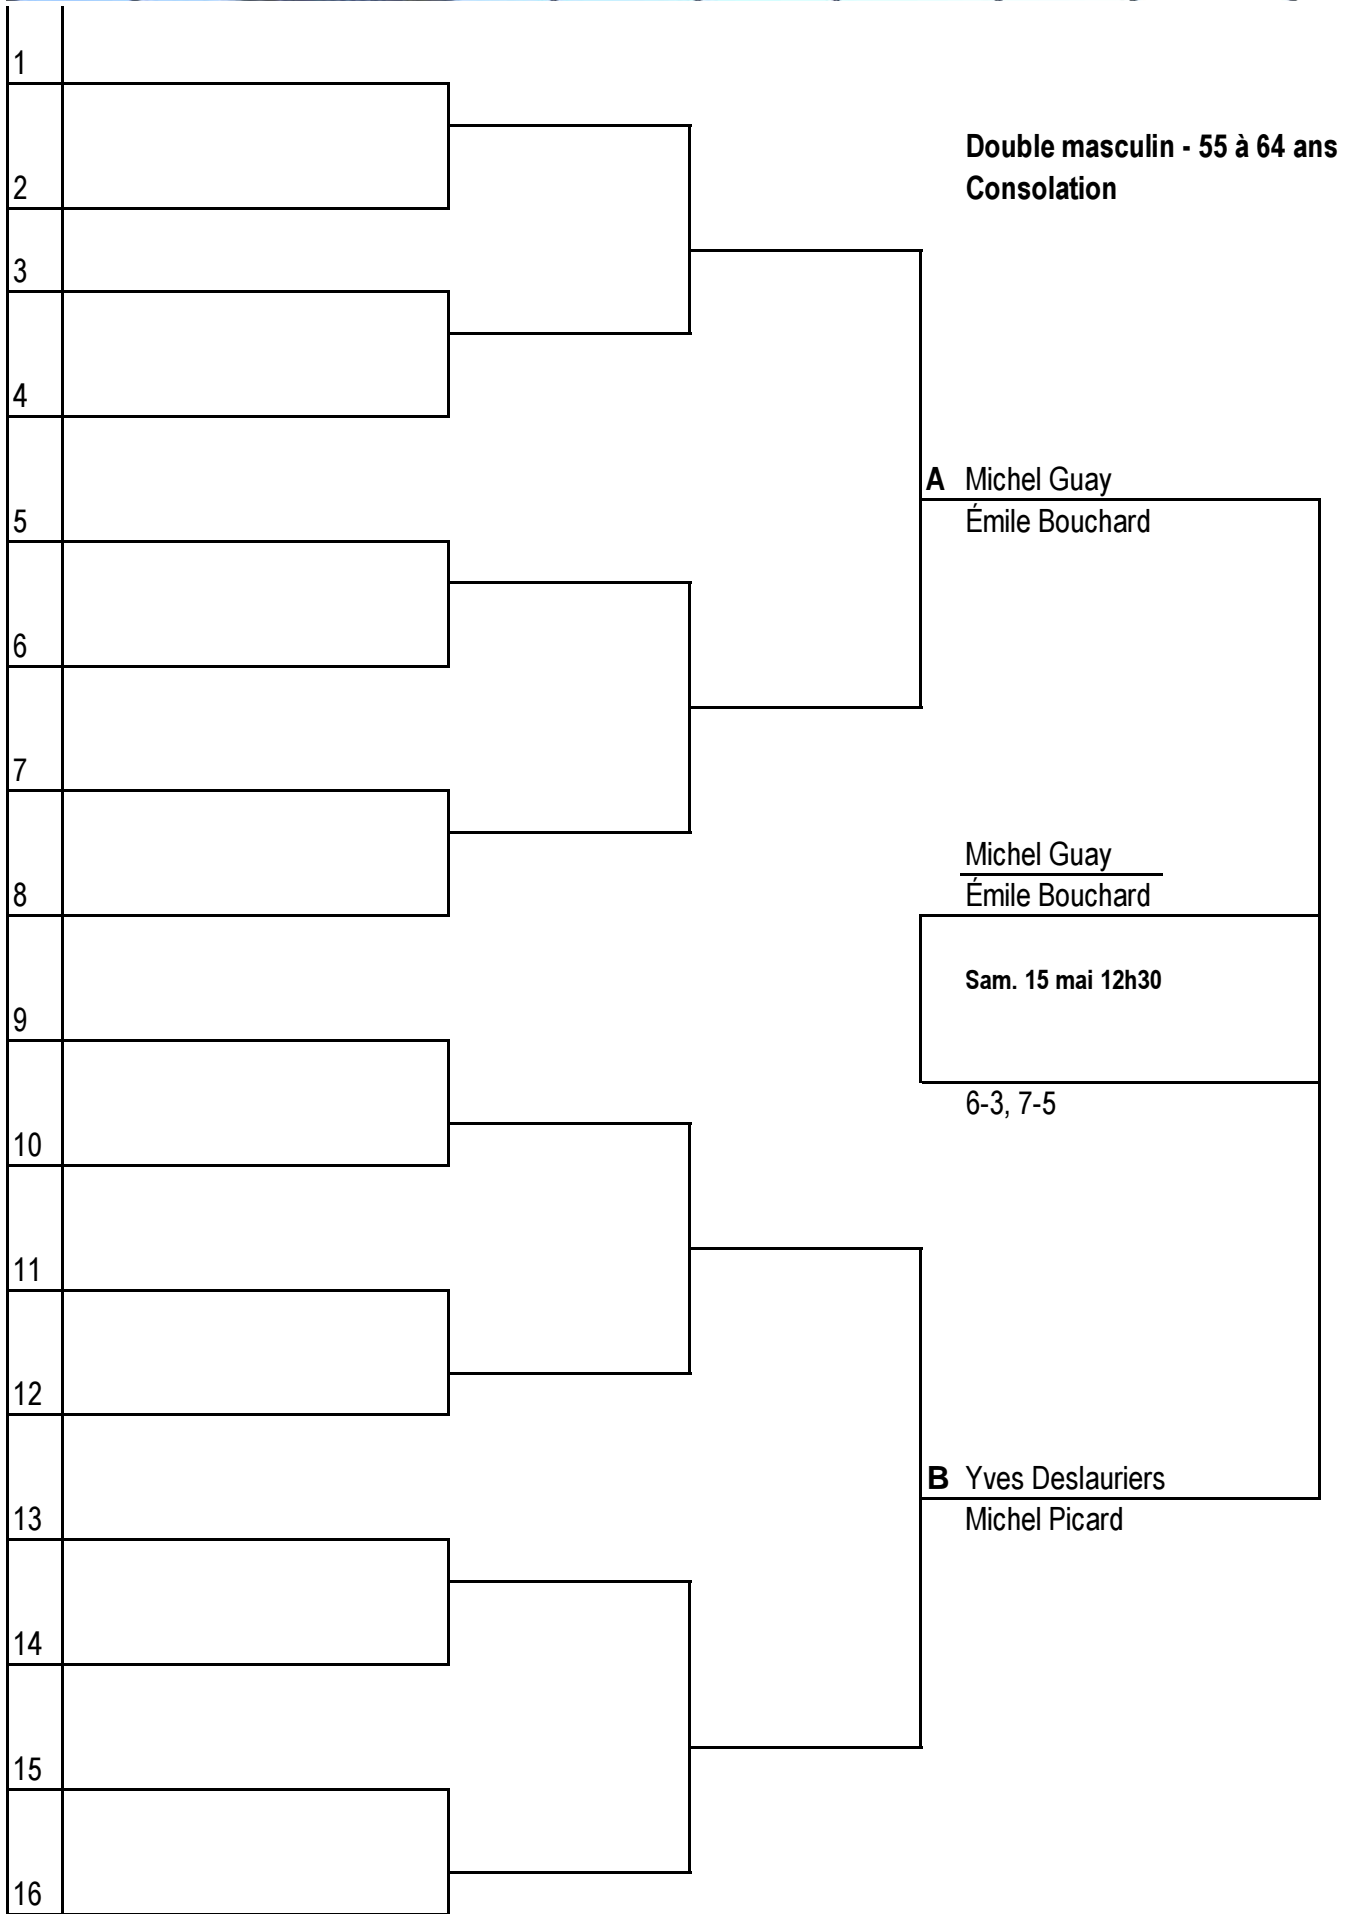 1
Double masculin - 55 à 64 ans
2
Consolation
3
4
A Michel Guay
5
Émile Bouchard
6
7
Michel Guay
8
Émile Bouchard
Sam. 15 mai 12h30
9
6-3, 7-5
10
11
12
B Yves Deslauriers
13
Michel Picard
14
15
16